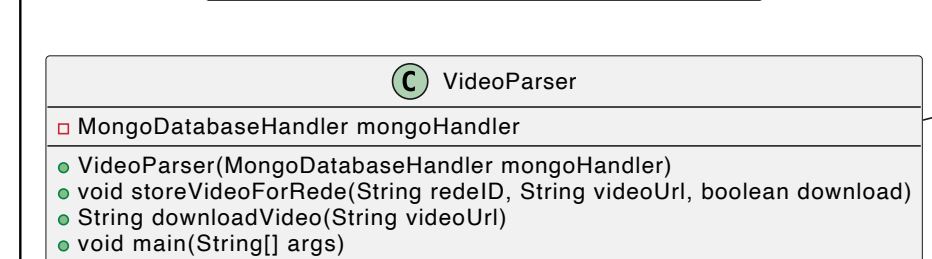 C VideoParser
MongoDatabaseHandler mongoHandler
VideoParser(MongoDatabaseHandler mongoHandler)
void storeVideoForRede(String redeID, String videoUrl, boolean download)
String downloadVideo(String videoUrl)
void main(String[] args)